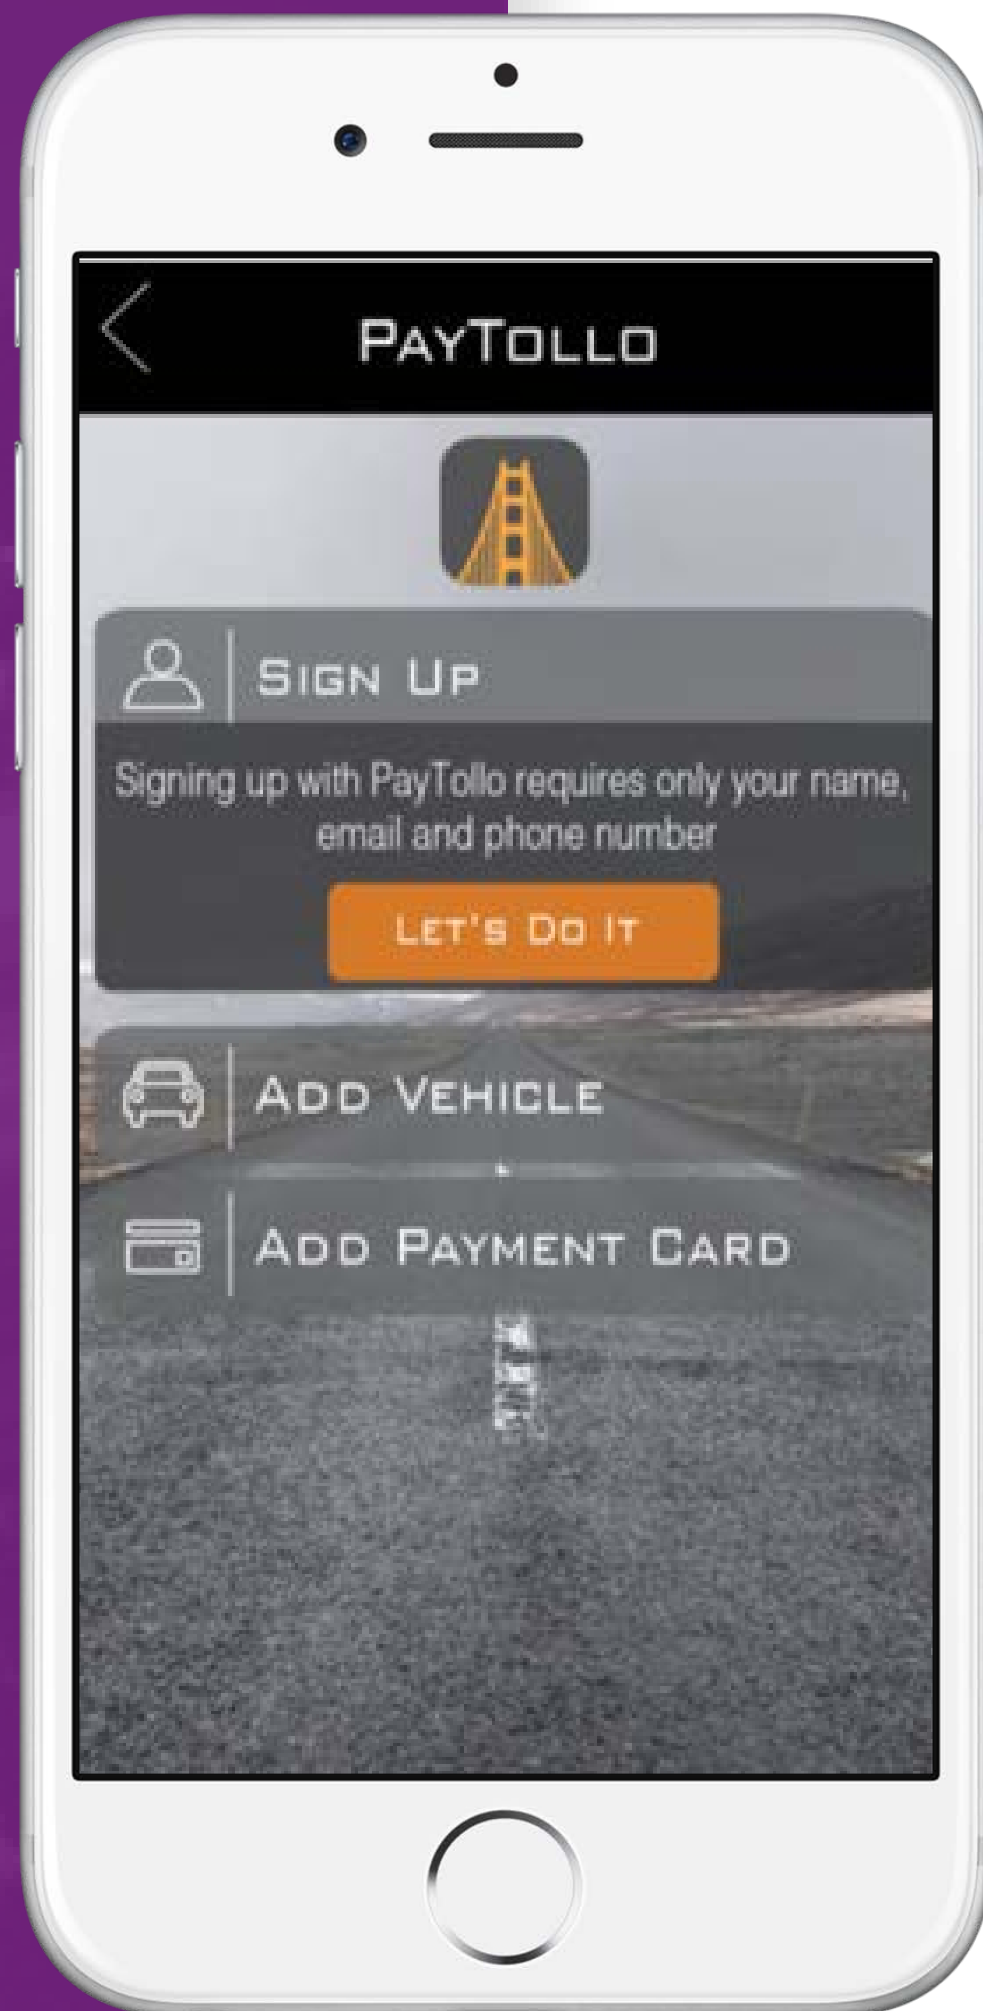 PayTollo
Sign Up
Signing up with PayTollo requires only your name,
email and phone number
Let's Do It
Add Vehicle
Add Payment Card